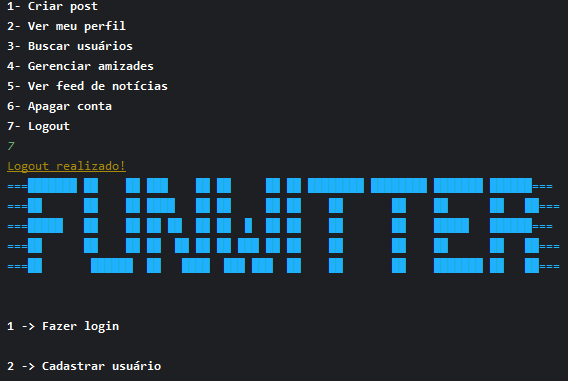 1- Criar post
2- Ver meu perfil
3- Buscar usuários
4- Gerenciar amizades
5- Ver feed de notícias
6- Apagar conta
7- Logout
7
Logout realizado!
FUNWITTER
1 -> Fazer login
2 -> Cadastrar usuário